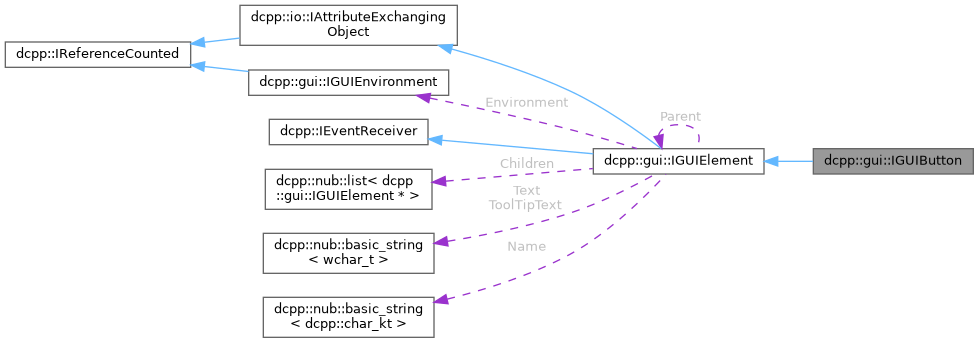 dcpp::io::IAttributeExchanging
Object
dcpp::IReferenceCounted
dcpp::gui::IGUIEnvironment
Environment
Parent
dcpp::IEventReceiver
dcpp::gui::IGUIElement
dcpp::gui::IGUIButton
Children
dcpp::nub::list< dcpp
::gui::IGUIElement * >
Text
ToolTipText
dcpp::nub::basic_string
< wchar_t >
Name
dcpp::nub::basic_string
< dcpp::char_kt >